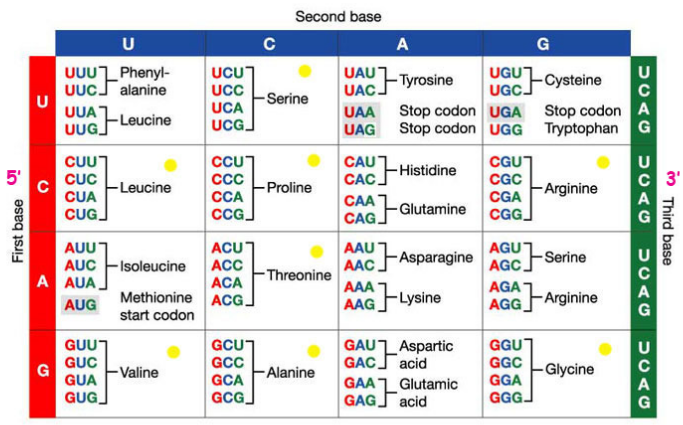 Second base
U C A G
U
UUU
UUC
Phenyl-
alanine
UUA
UUG
Leucine
UCU
UCC
UCA
UCG
Serine
UAU
UAC
Tyrosine
UAA Stop codon
UAG Stop codon
UGU
UGC
Cysteine
UGA Stop codon
UGG Tryptophan
U
C
A
G
5'
First base
C
CUU
CUC
CUA
CUG
Leucine
CCU
CCC
CCA
CCG
Proline
CAU
CAC
Histidine
CAA
CAG
Glutamine
CGU
CGC
CGA
CGG
Arginine
U
C
A
G
3'
Third base
A
AUU
AUC
AUA
Isoleucine
AUG Methionine
start codon
ACU
ACC
ACA
ACG
Threonine
AAU
AAC
Asparagine
AAA
AAG
Lysine
AGU
AGC
Serine
AGA
AGG
Arginine
U
C
A
G
G
GUU
GUC
GUA
GUG
Valine
GCU
GCC
GCA
GCG
Alanine
GAU
GAC
Aspartic
acid
GAA
GAG
Glutamic
acid
GGU
GGC
GGA
GGG
Glycine
U
C
A
G